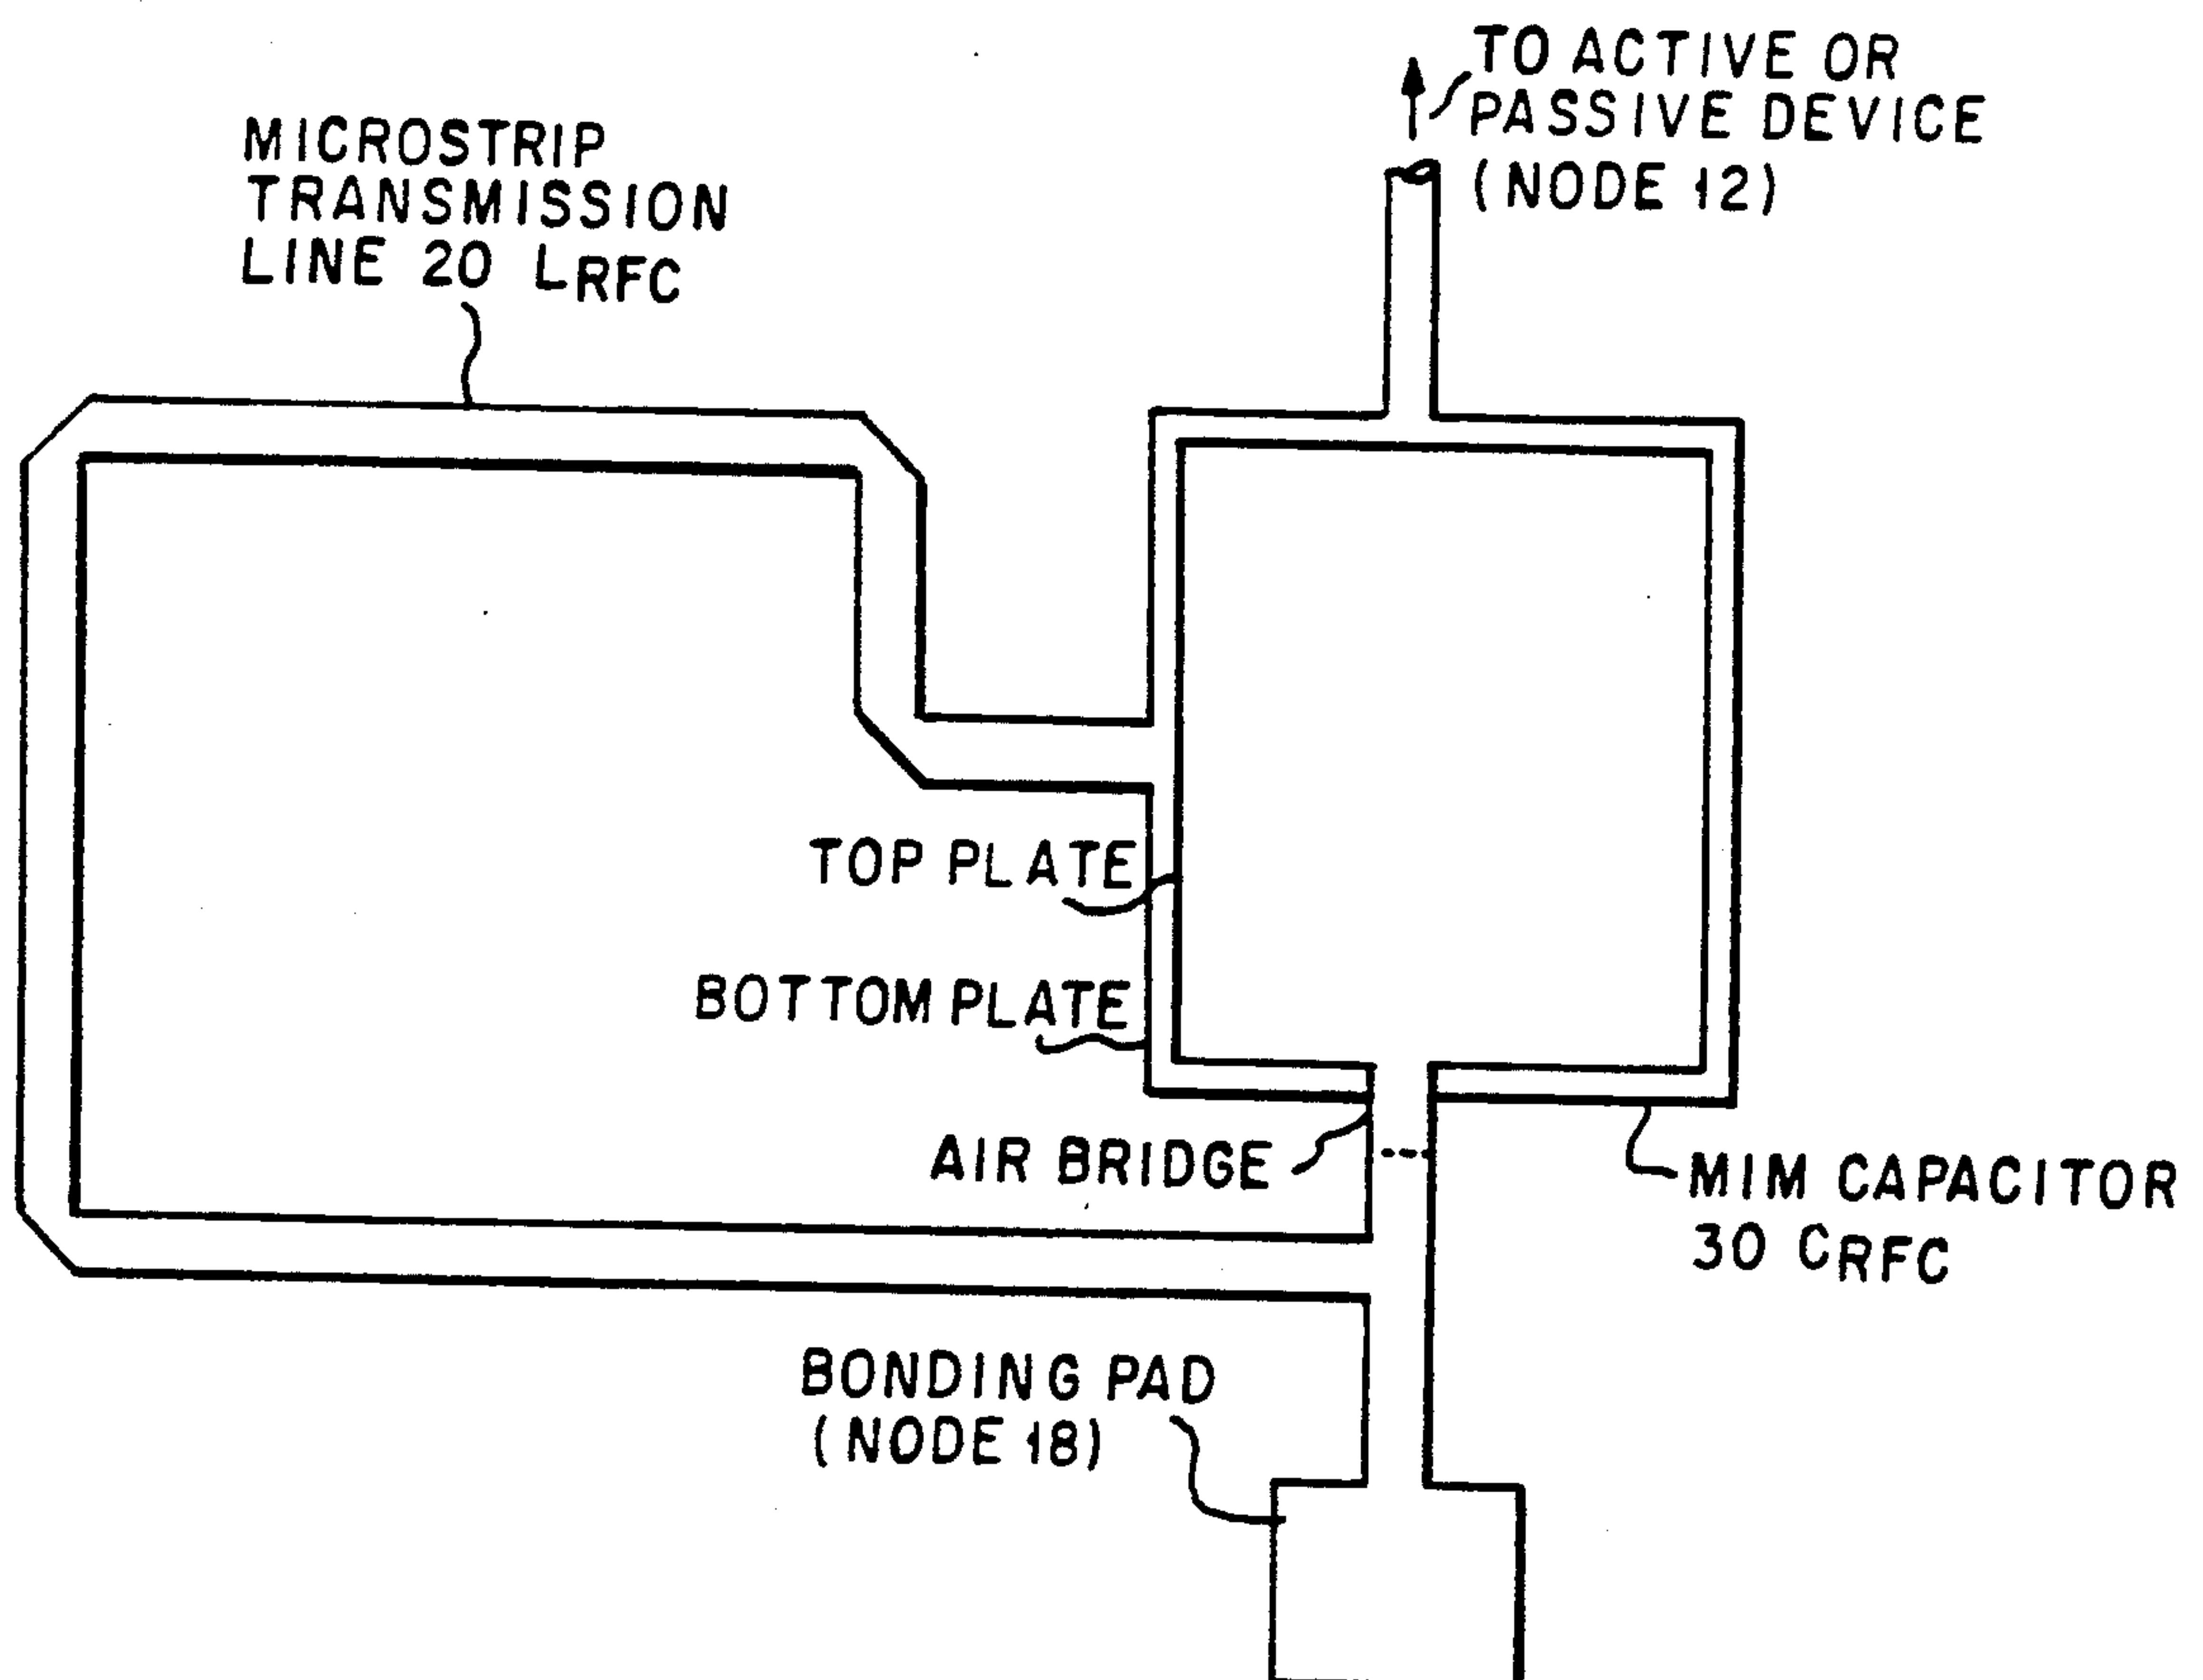 TO ACTIVE OR
PASSIVE DEVICE
(NODE 12)
MICROSTRIP
TRANSMISSION
LINE 20 LRFC
TOP PLATE
BOTTOM PLATE
AIR BRIDGE
MIM CAPACITOR
30 CRFC
BONDING PAD
(NODE 18)